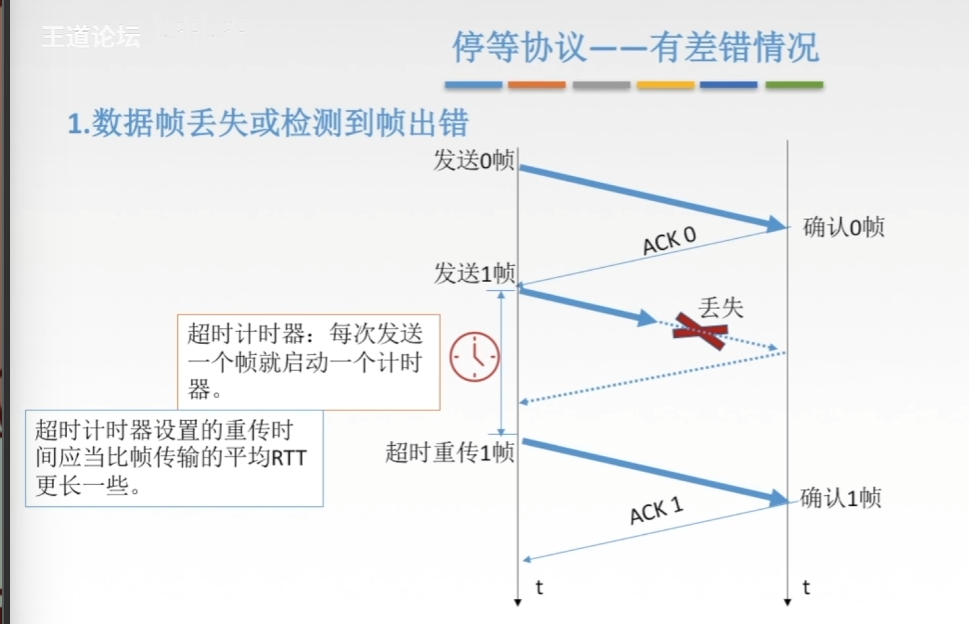 王道论坛
停等协议——有差错情况
1.数据帧丢失或检测到帧出错
发送0帧
确认0帧
ACK 0
发送1帧
丢失
超时计时器：每次发送
一个帧就启动一个计时
器。
超时计时器设置的重传时
间应当比帧传输的平均RTT
更长一些。
超时重传1帧
确认1帧
ACK 1
t
t